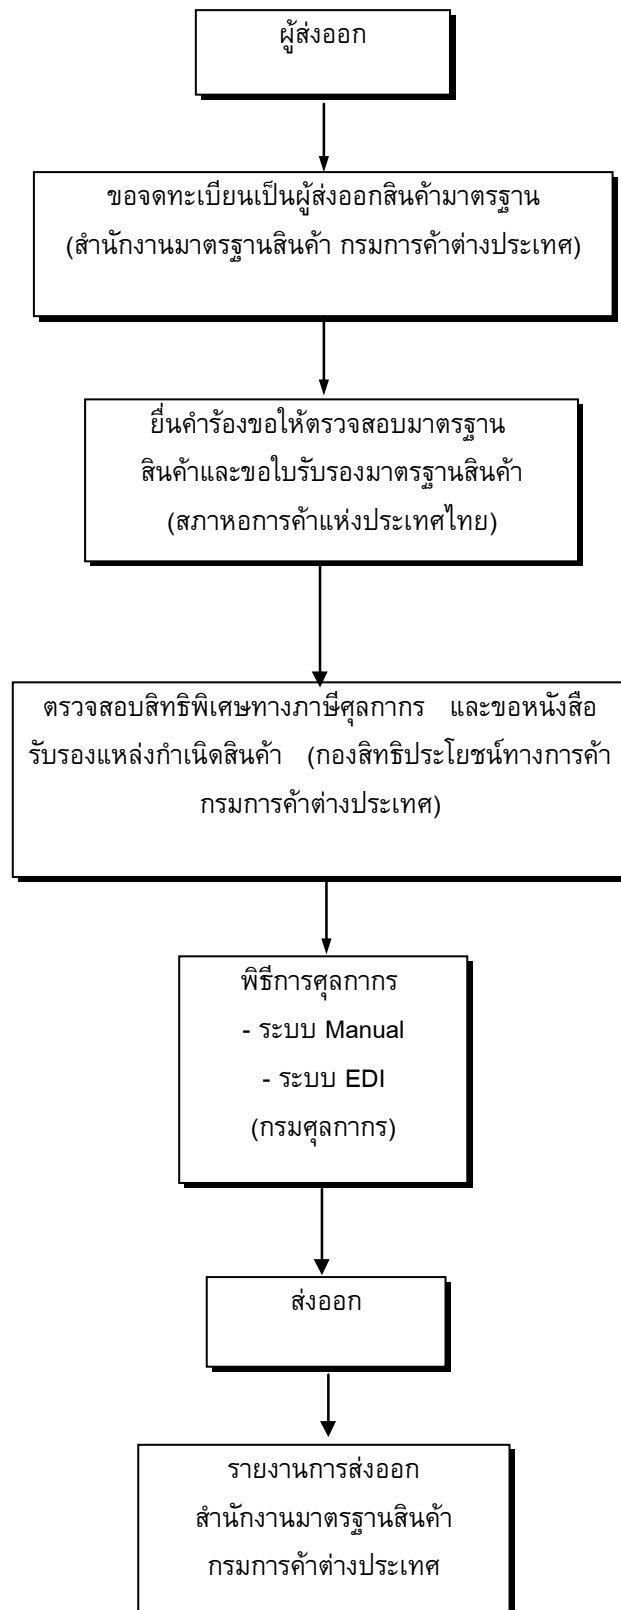 ผู้ส่งออก
ขอจดทะเบียนเป็นผู้ส่งออกสินค้ามาตรฐาน
(สำนักงานมาตรฐานสินค้า กรมการค้าต่างประเทศ)
ยื่นคำร้องขอให้ตรวจสอบมาตรฐาน
สินค้าและขอใบรับรองมาตรฐานสินค้า
(สภาหอการค้าแห่งประเทศไทย)
ตรวจสอบสิทธิพิเศษทางภาษีศุลกากร และขอหนังสือ
รับรองแหล่งกำเนิดสินค้า (กองสิทธิประโยชน์ทางการค้า
กรมการค้าต่างประเทศ)
พิธีการศุลกากร
- ระบบ Manual
- ระบบ EDI
(กรมศุลกากร)
ส่งออก
รายงานการส่งออก
สำนักงานมาตรฐานสินค้า
กรมการค้าต่างประเทศ